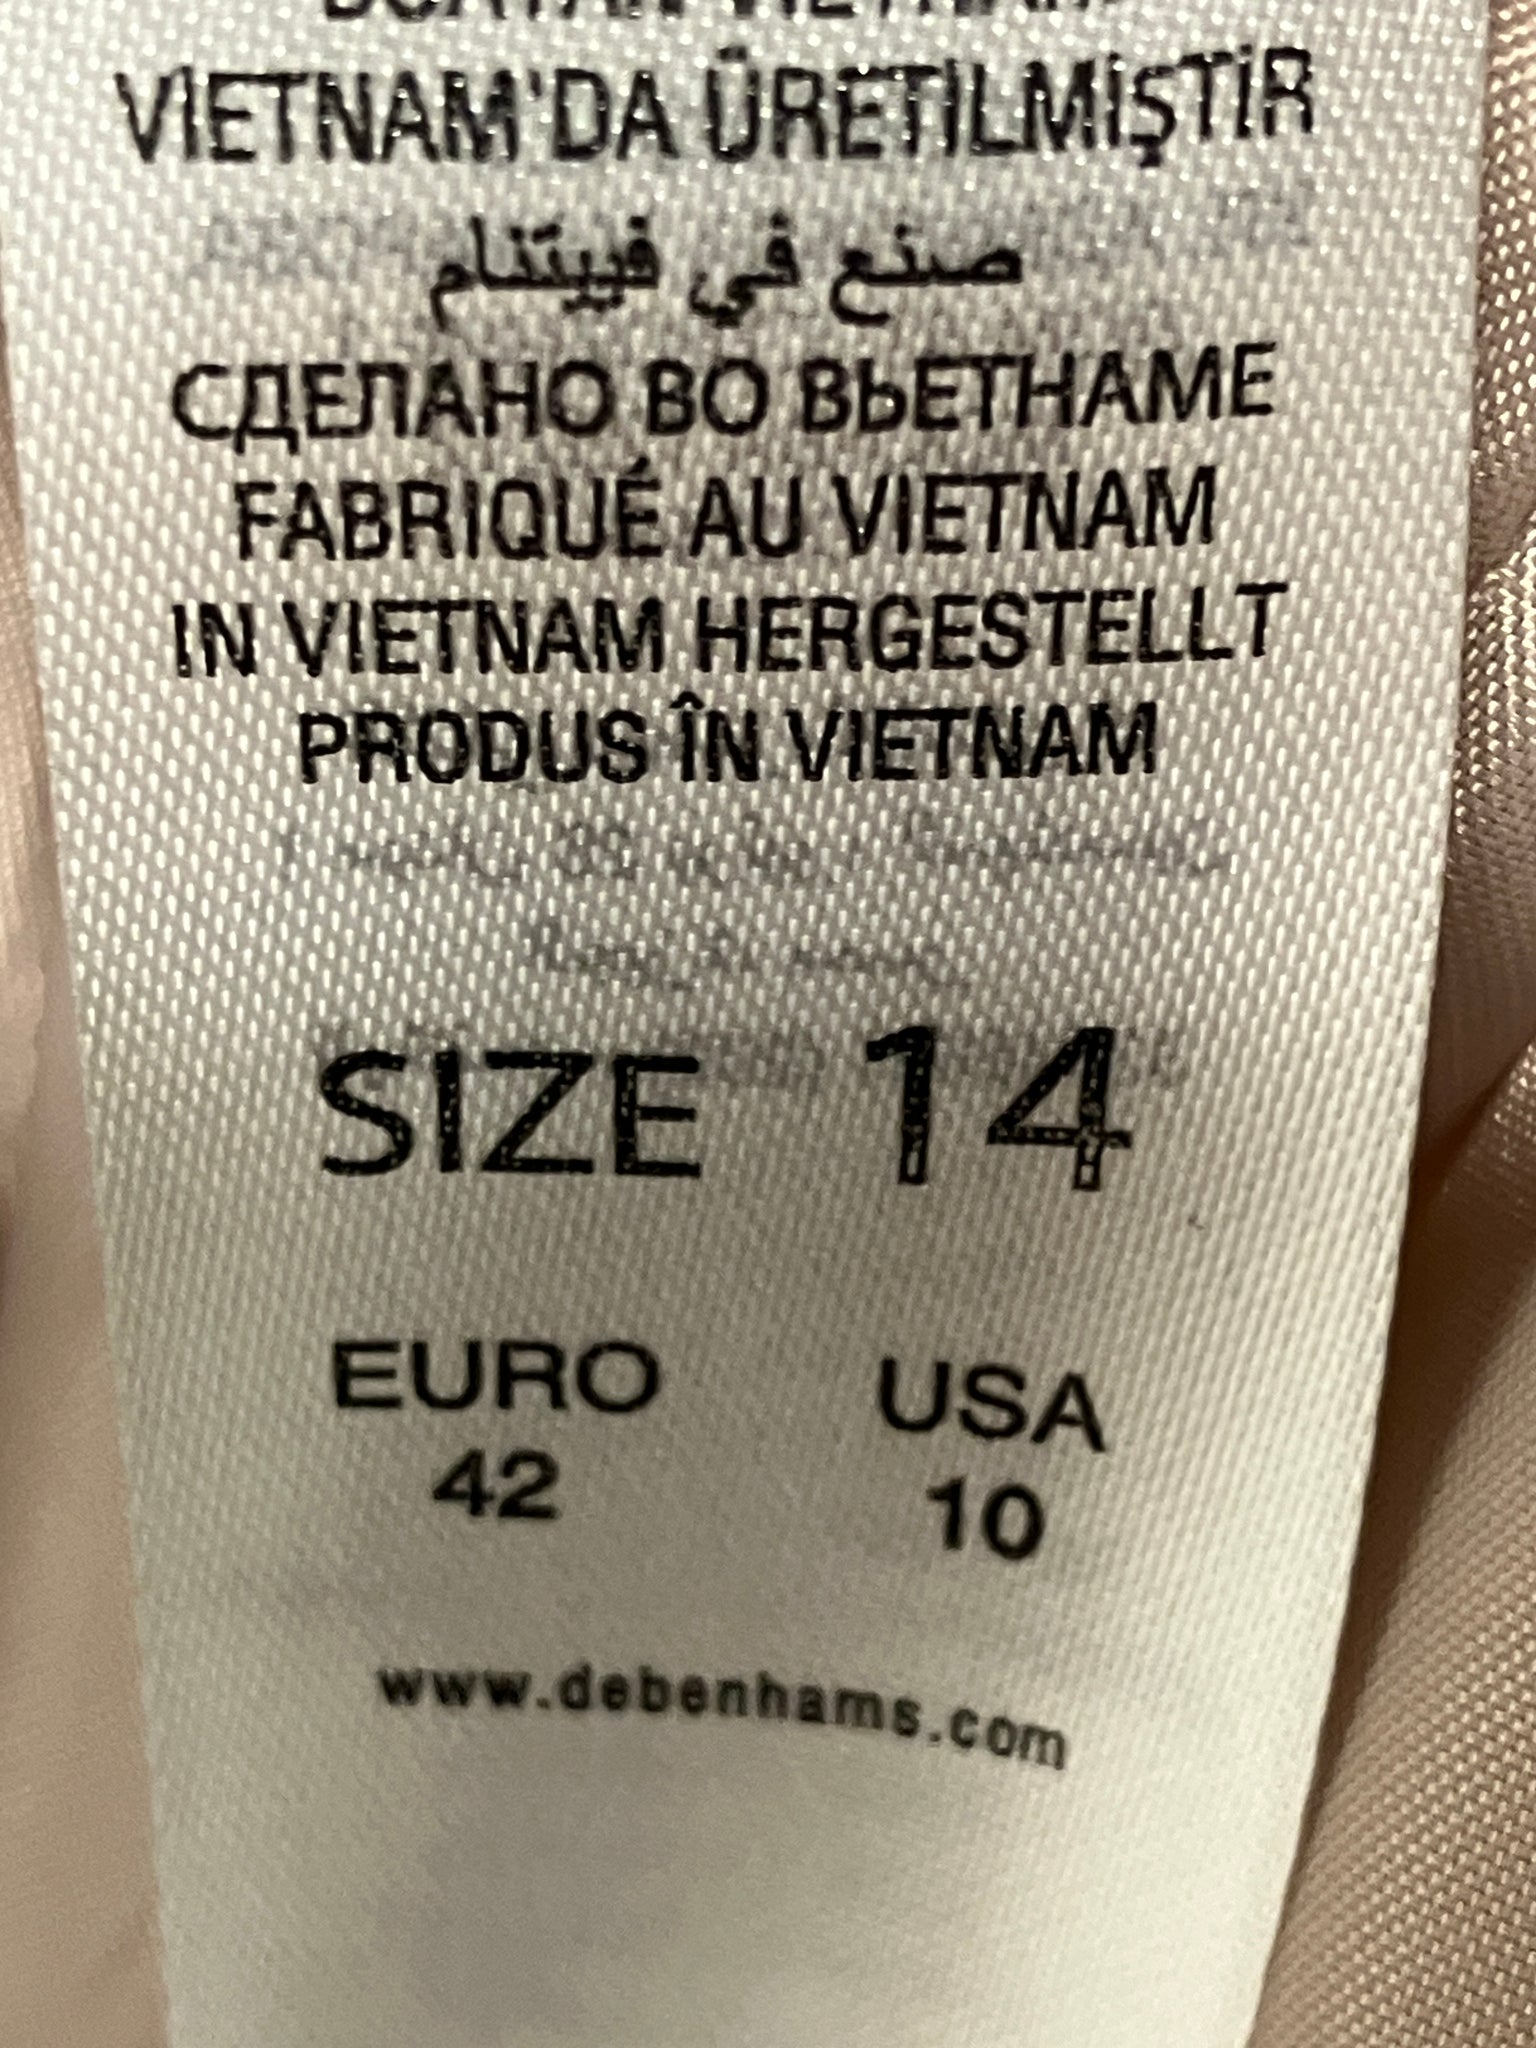 VIETNAM'DA ÜRETİLMİŞTİR
صنع في فييتنام
СДЕЛАНО ВО ВЬЕТНАМЕ
FABRIQUÉ AU VIETNAM
IN VIETNAM HERGESTELLT
PRODUS ÎN VIETNAM
SIZE 14
EURO USA
42 10
www.debenhams.com